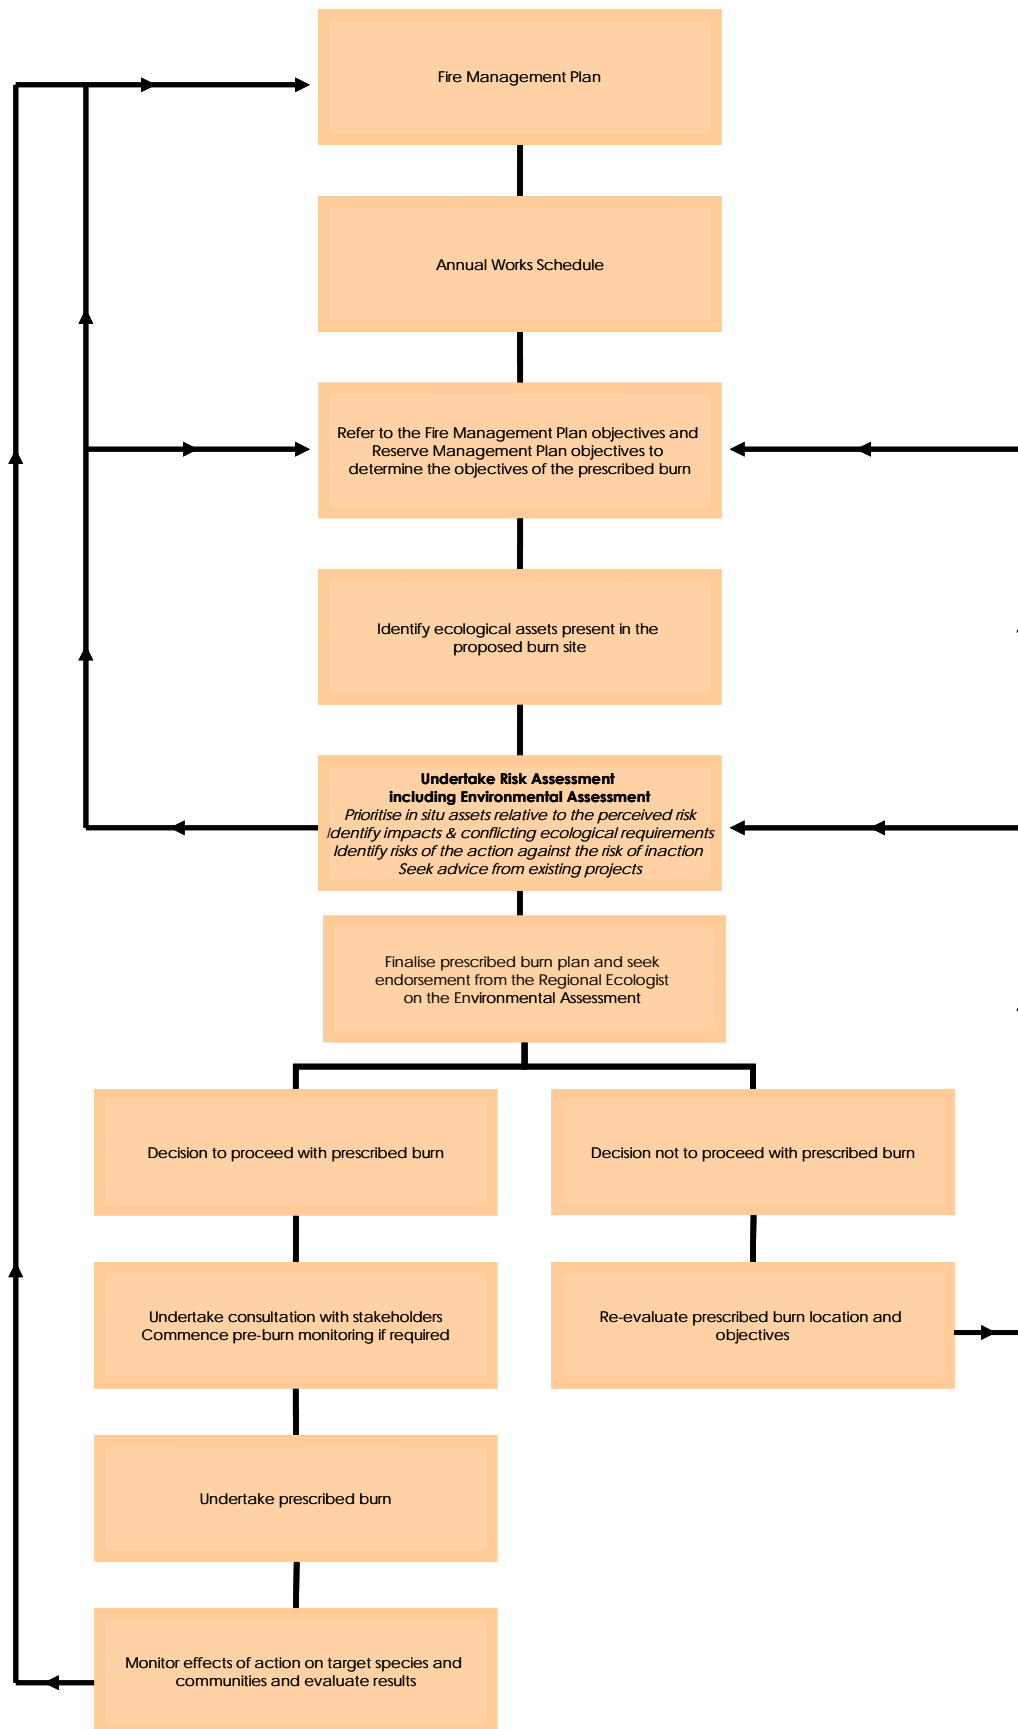 Fire Management Plan
Annual Works Schedule
Refer to the Fire Management Plan objectives and
Reserve Management Plan objectives to
determine the objectives of the prescribed burn
Identify ecological assets present in the
proposed burn site
Undertake Risk Assessment
including Environmental Assessment
Prioritise in situ assets relative to the perceived risk
Identify impacts & conflicting ecological requirements
Identify risks of the action against the risk of inaction
Seek advice from existing projects
Finalise prescribed burn plan and seek
endorsement from the Regional Ecologist
on the Environmental Assessment
Decision to proceed with prescribed burn
Decision not to proceed with prescribed burn
Undertake consultation with stakeholders
Commence pre-burn monitoring if required
Re-evaluate prescribed burn location and
objectives
Undertake prescribed burn
Monitor effects of action on target species and
communities and evaluate results